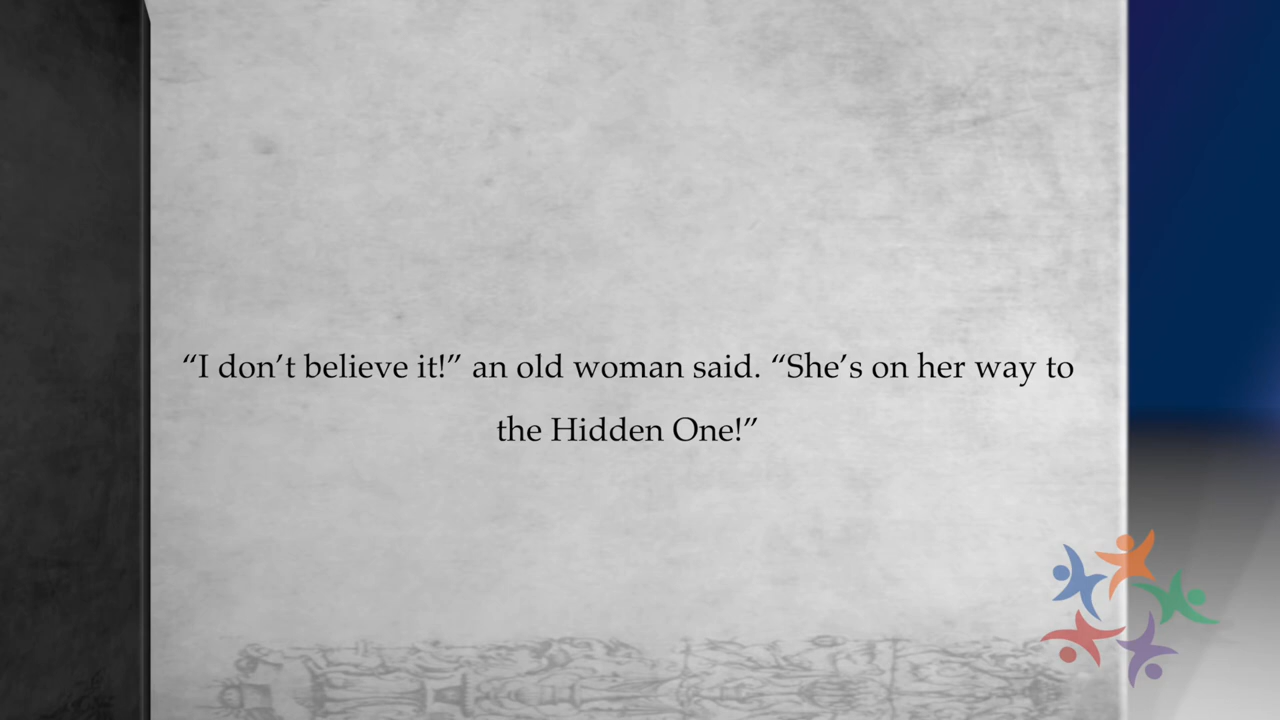 “I don’t believe it!” an old woman said. “She’s on her way to
the Hidden One!”